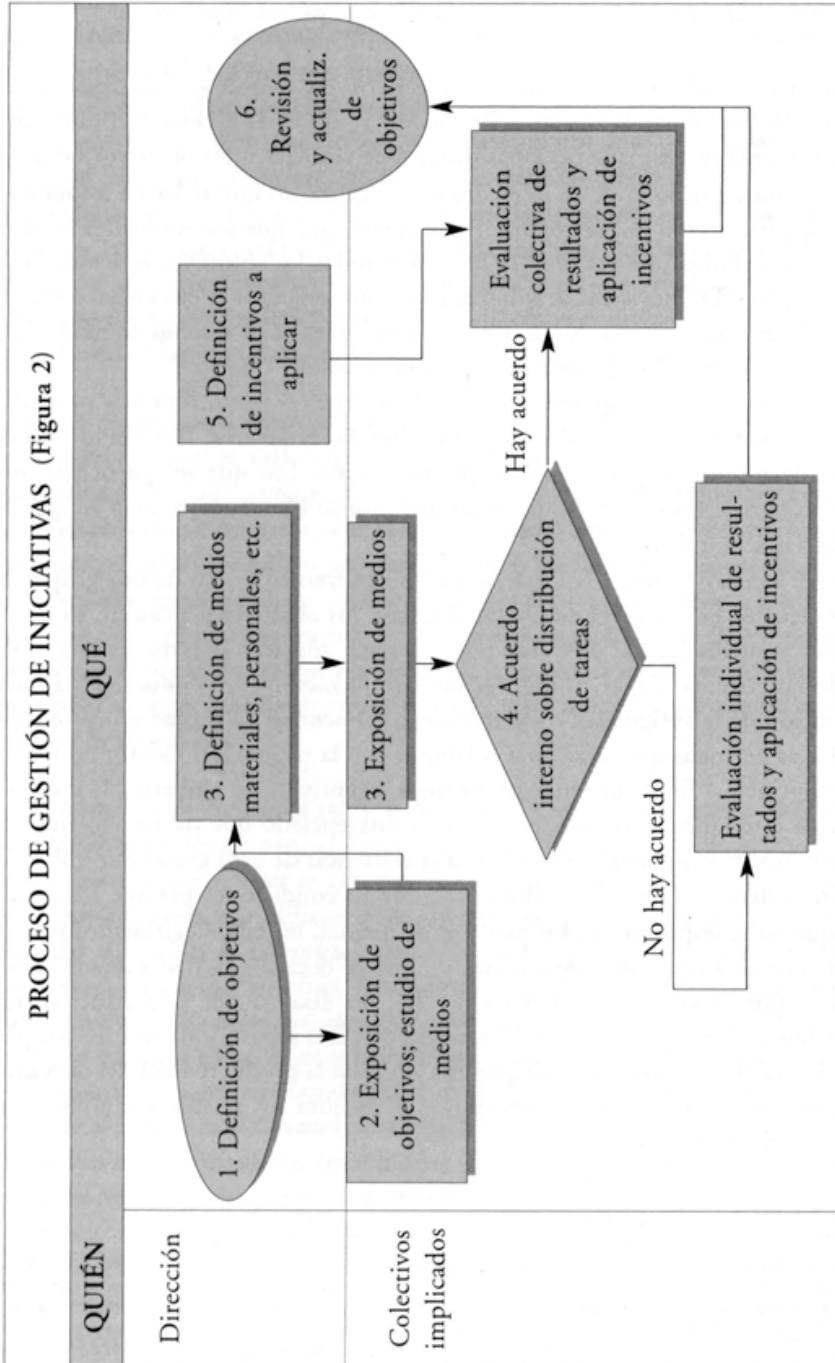 PROCESO DE GESTIÓN DE INICIATIVAS (Figura 2)
QUIÉN
QUÉ
Dirección
1. Definición de objetivos
3. Definición de medios
materiales, personales, etc.
5. Definición
de incentivos a
aplicar
6.
Revisión
y actualiz.
de
objetivos
Colectivos
implicados
2. Exposición de
objetivos; estudio de
medios
3. Exposición de medios
4. Acuerdo
interno sobre distribución
de tareas
Hay acuerdo
Evaluación
colectiva de
resultados y
aplicación de
incentivos
No hay acuerdo
Evaluación individual de resul-
tados y aplicación de incentivos